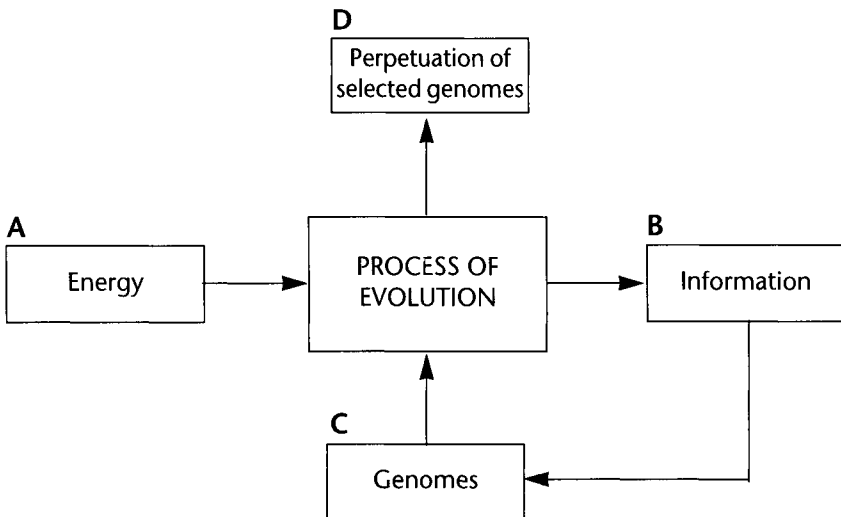 D
Perpetuation of
selected genomes
A
Energy
PROCESS OF
EVOLUTION
B
Information
C
Genomes